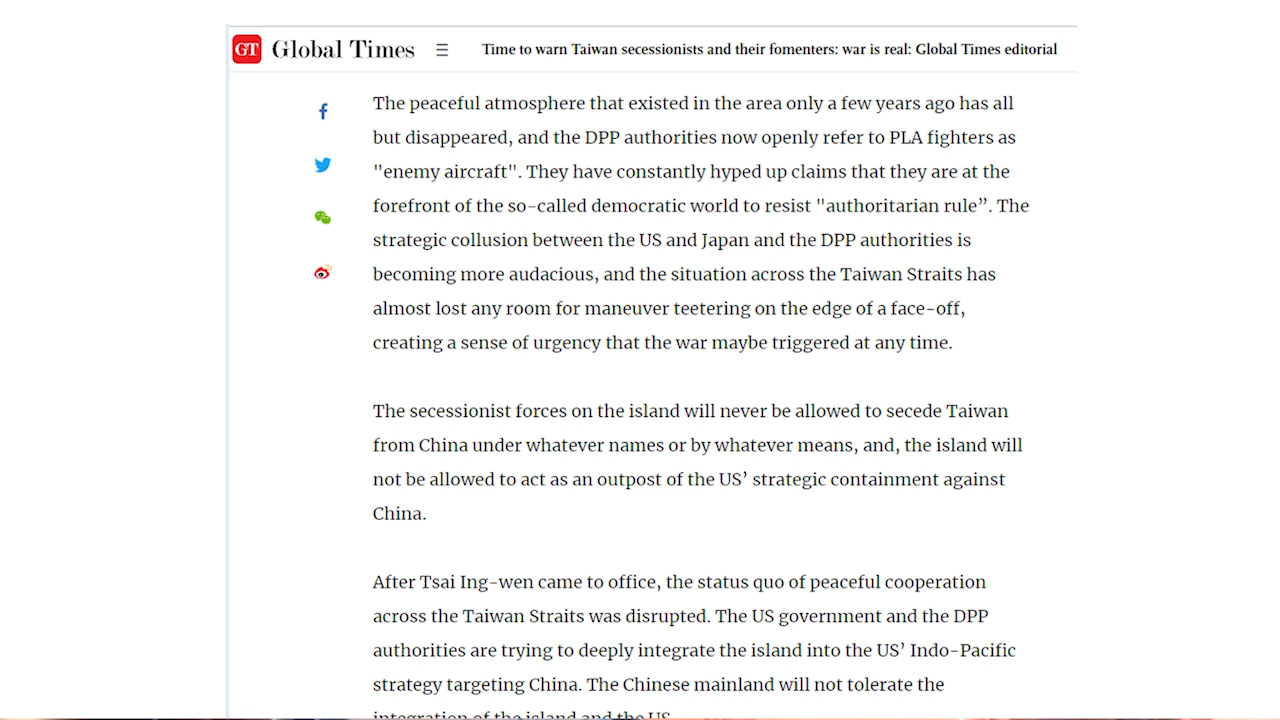 GT Global Times Time to warn Taiwan secessionists and their fomenters: war is real: Global Times editorial
The peaceful atmosphere that existed in the area only a few years ago has all
but disappeared, and the DPP authorities now openly refer to PLA fighters as
"enemy aircraft". They have constantly hyped up claims that they are at the
forefront of the so-called democratic world to resist "authoritarian rule”. The
strategic collusion between the US and Japan and the DPP authorities is
becoming more audacious, and the situation across the Taiwan Straits has
almost lost any room for maneuver teetering on the edge of a face-off,
creating a sense of urgency that the war maybe triggered at any time.
The secessionist forces on the island will never be allowed to secede Taiwan
from China under whatever names or by whatever means, and, the island will
not be allowed to act as an outpost of the US’ strategic containment against
China.
After Tsai Ing-wen came to office, the status quo of peaceful cooperation
across the Taiwan Straits was disrupted. The US government and the DPP
authorities are trying to deeply integrate the island into the US’ Indo-Pacific
strategy targeting China. The Chinese mainland will not tolerate the
integration of the island and the US